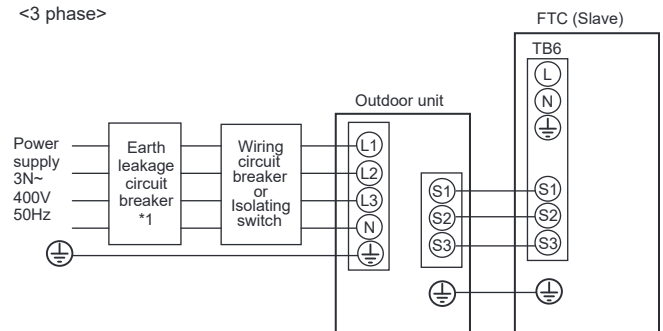 <3 phase>
FTC (Slave)
TB6
L
N
Outdoor unit
Power
supply
3N~
400V
50Hz
Earth
leakage
circuit
breaker
*1
Wiring
circuit
breaker
or
Isolating
switch
L1
L2
L3
N
S1
S2
S3
S1
S2
S3